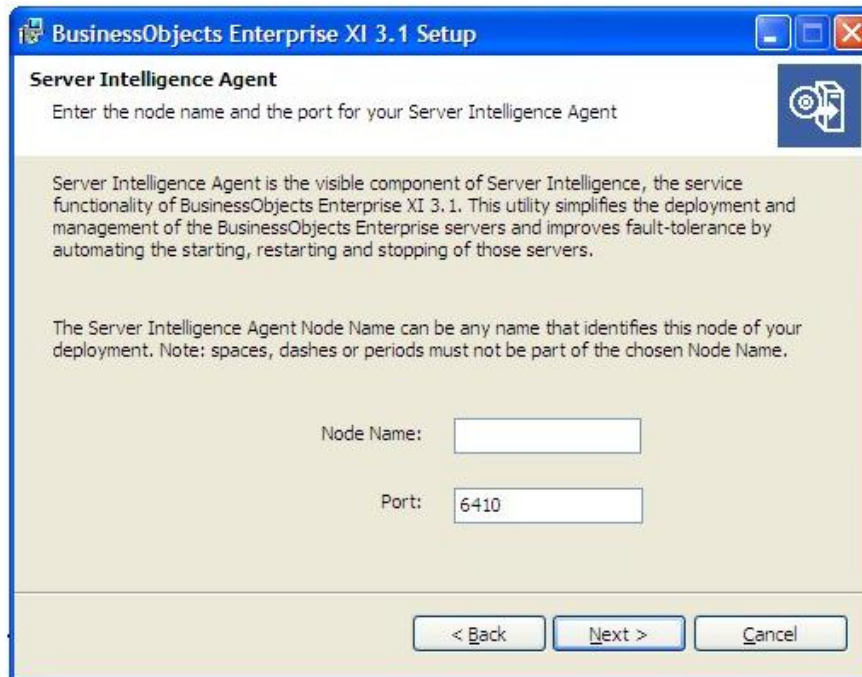 BusinessObjects Enterprise XI 3.1 Setup
Server Intelligence Agent
Enter the node name and the port for your Server Intelligence Agent
Server Intelligence Agent is the visible component of Server Intelligence, the service
functionality of BusinessObjects Enterprise XI 3.1. This utility simplifies the deployment and
management of the BusinessObjects Enterprise servers and improves fault-tolerance by
automating the starting, restarting and stopping of those servers.
The Server Intelligence Agent Node Name can be any name that identifies this node of your
deployment. Note: spaces, dashes or periods must not be part of the chosen Node Name.
Node Name:
Port: 6410
< Back Next > Cancel